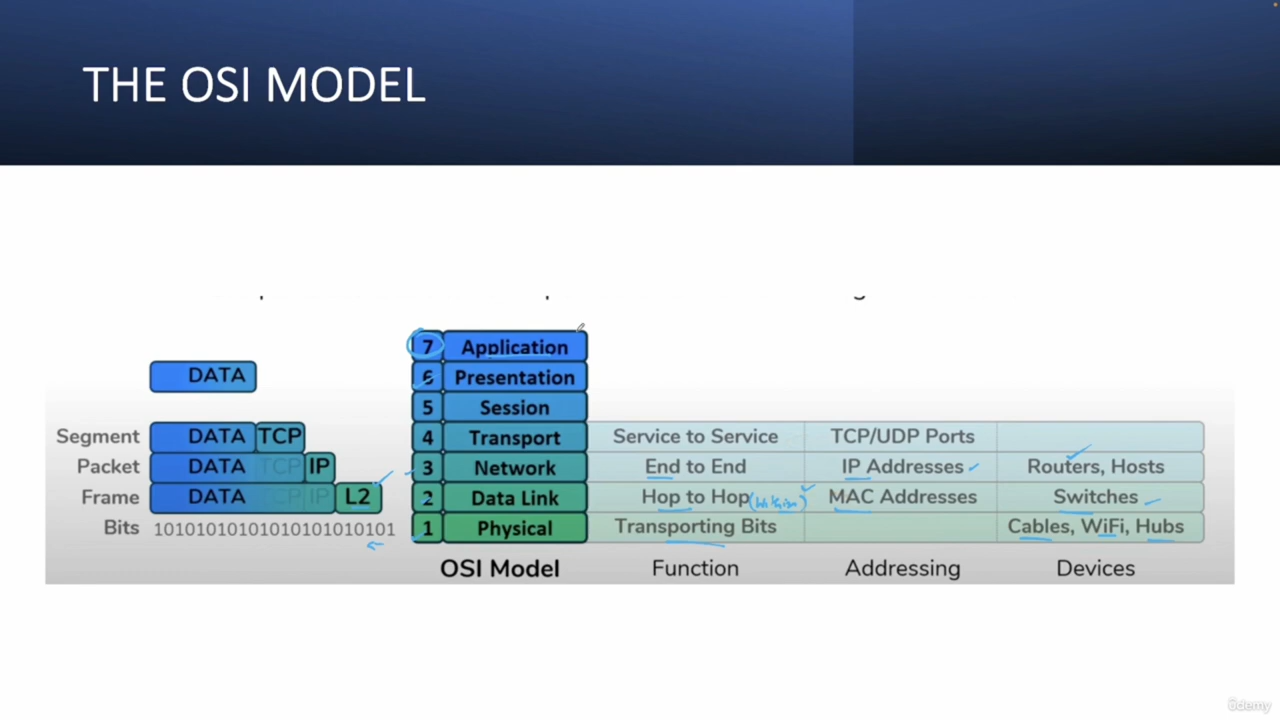 THE OSI MODEL
7 Application
DATA
6 Presentation
5 Session
Segment DATA TCP 4 Transport Service to Service TCP/UDP Ports
Packet DATA TCP IP 3 Network End to End IP Addresses Routers, Hosts
Frame DATA TCP IP L2 2 Data Link Hop to Hop MAC Addresses Switches
Bits 1010101010101010101010101 1 Physical Transporting Bits Cables, WiFi, Hubs
OSI Model Function Addressing Devices
ûdemy